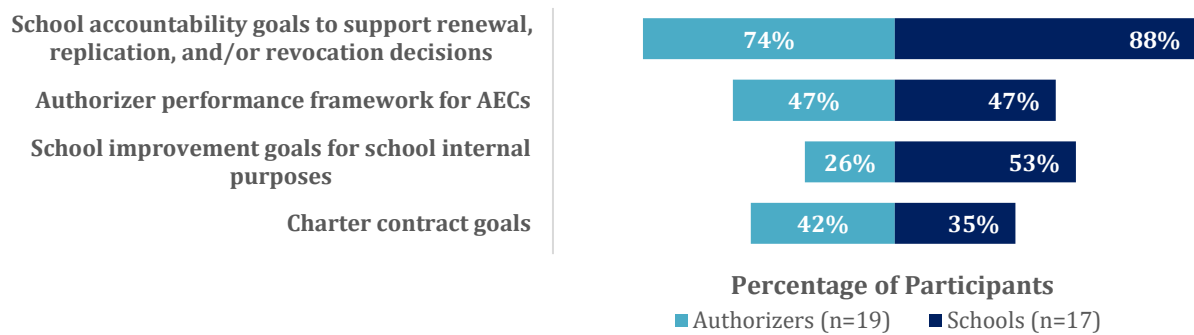 School accountability goals to support renewal,
replication, and/or revocation decisions
74% 88%
Authorizer performance framework for AECs
47% 47%
School improvement goals for school internal
purposes
26% 53%
Charter contract goals
42% 35%
Percentage of Participants
Authorizers (n=19) Schools (n=17)